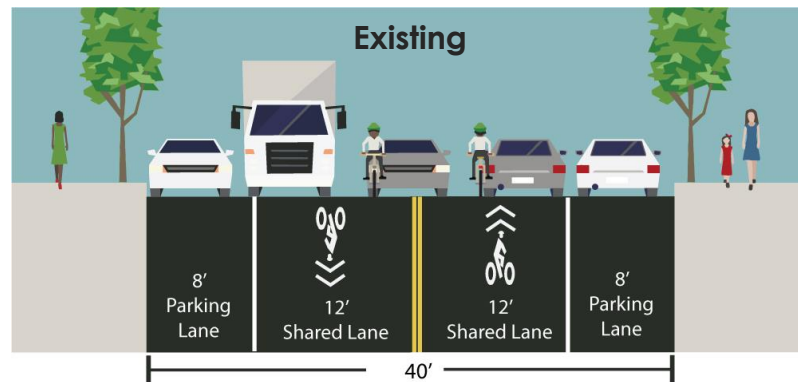 Existing
8’
Parking
Lane
12’
Shared Lane
12’
Shared Lane
8’
Parking
Lane
40’